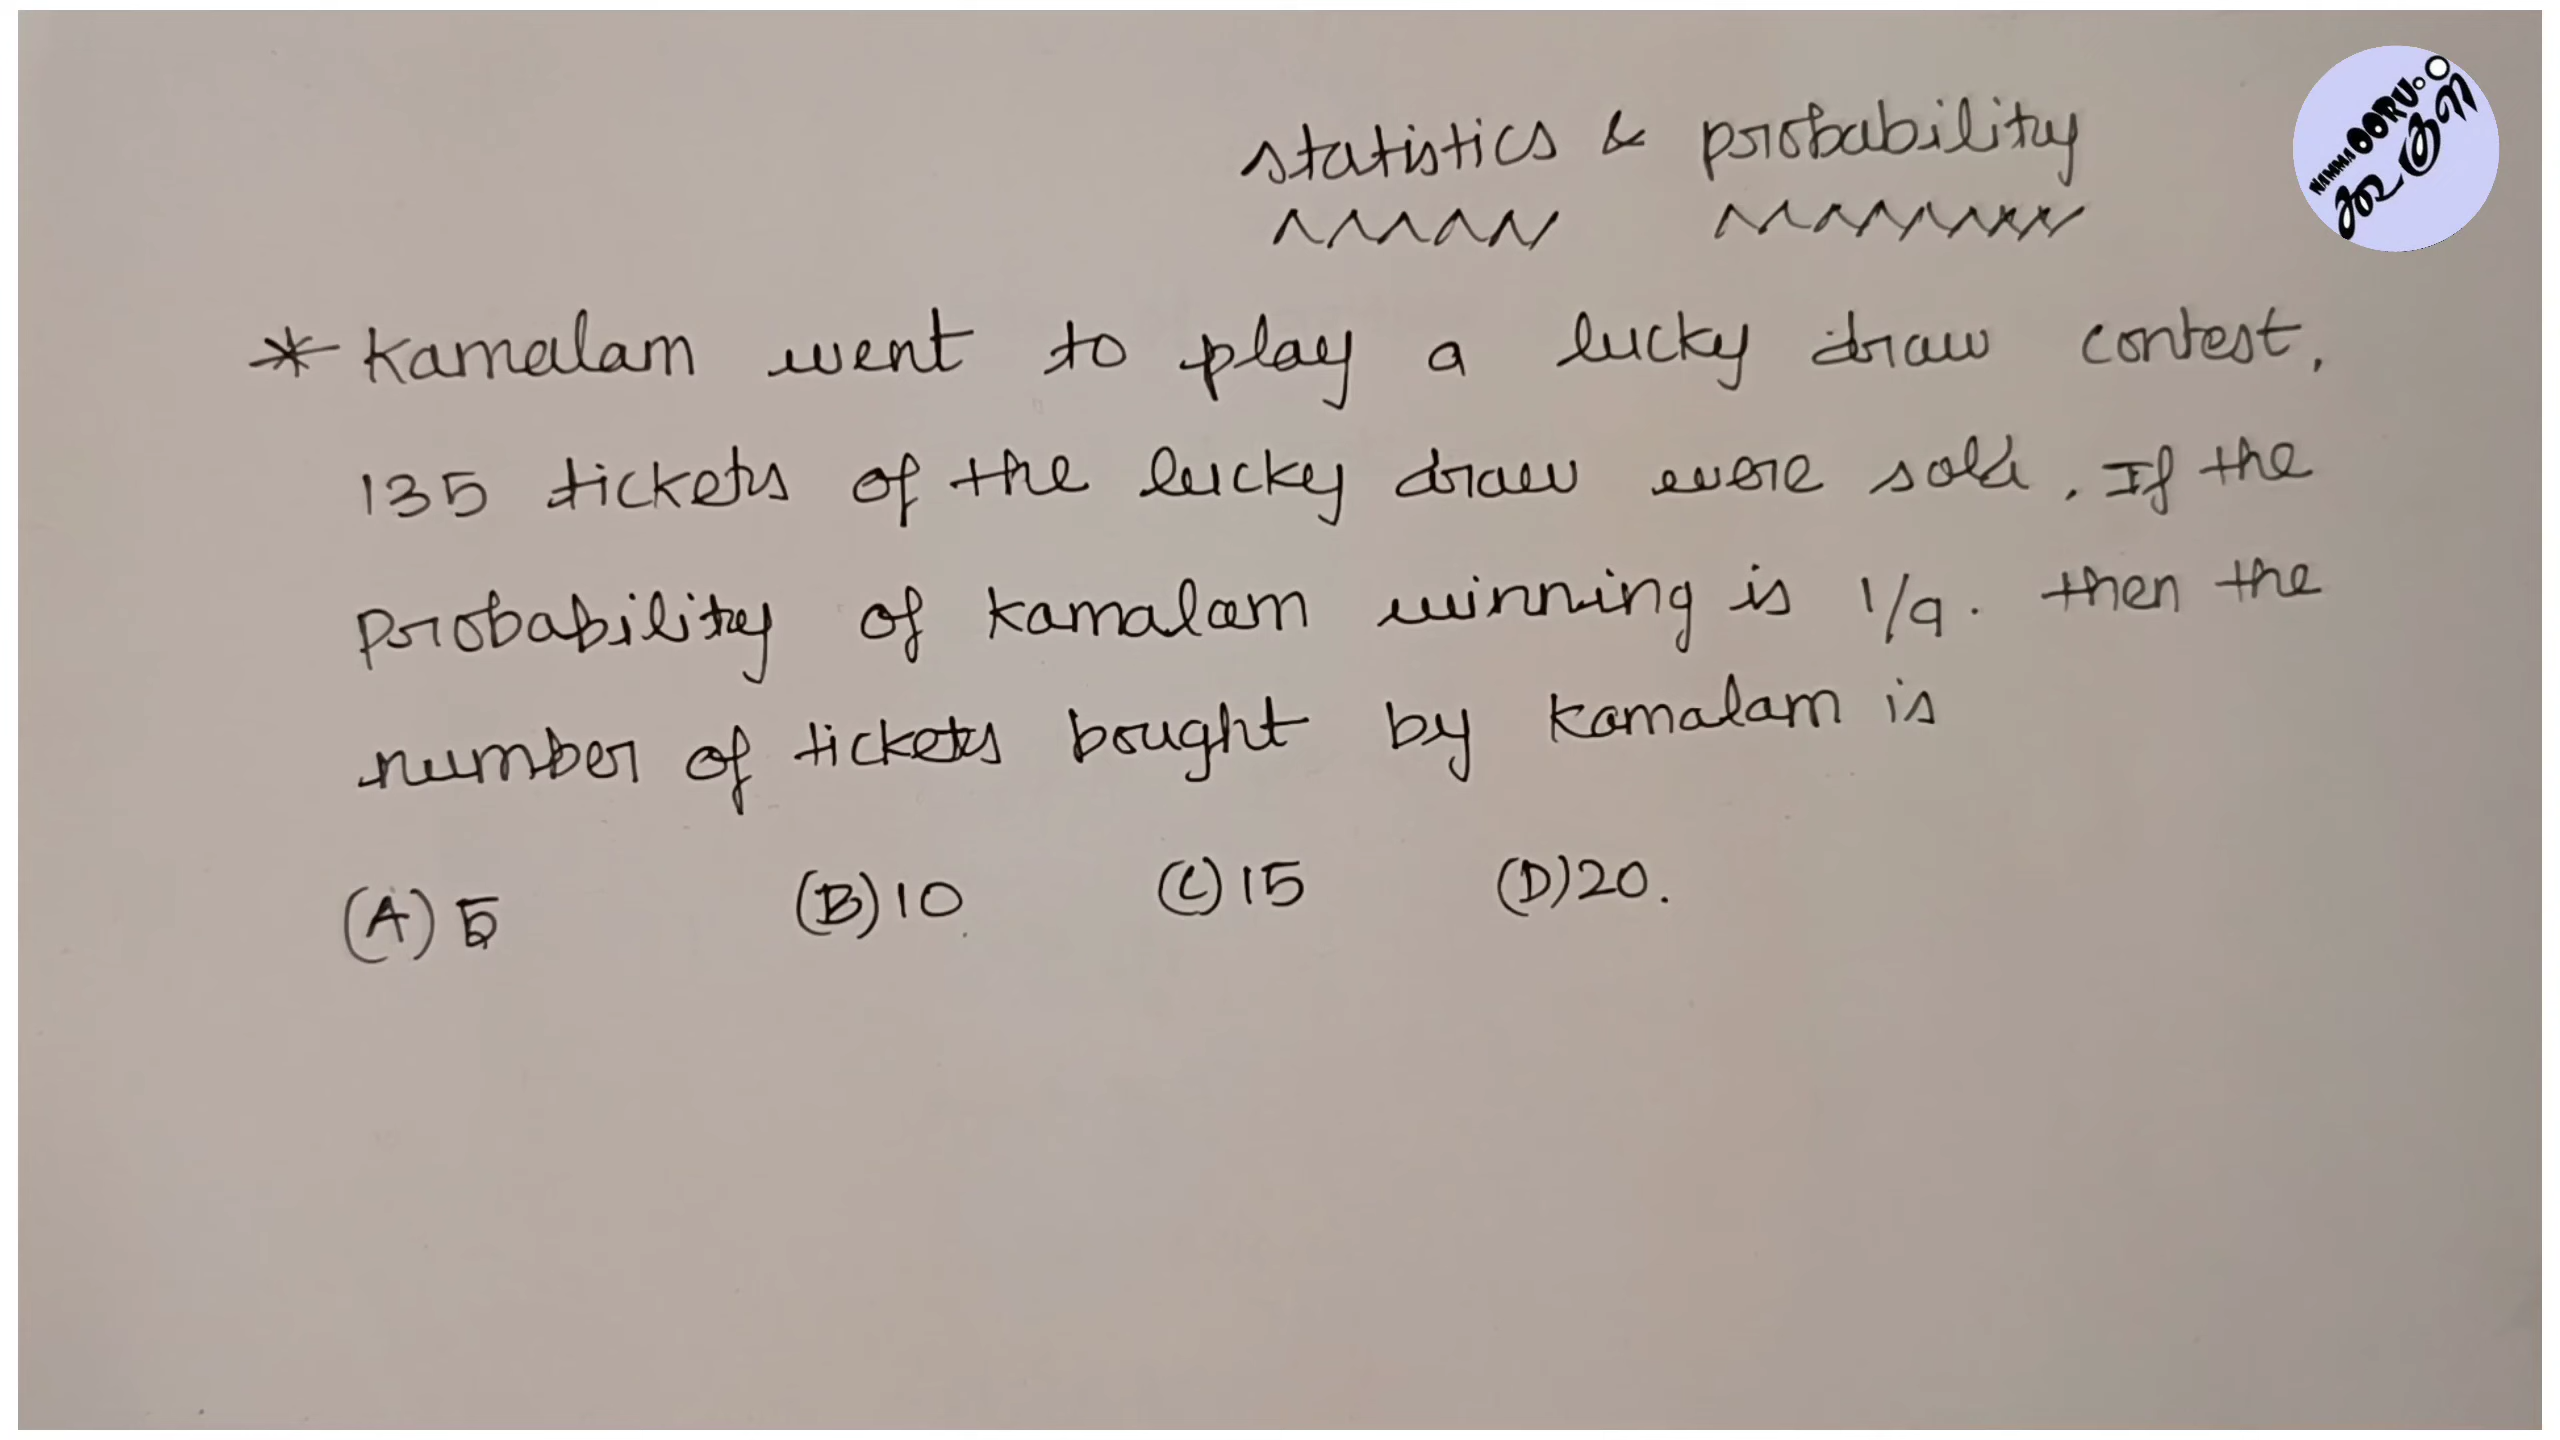 statistics & probability
NAMMA OORU
* Kamalam went to play a lucky draw contest.
135 tickets of the lucky draw were sold. If the
probability of kamalam winning is 1/9. then the
number of tickets bought by kamalam is
(A) 5 (B) 10 (C) 15 (D) 20.